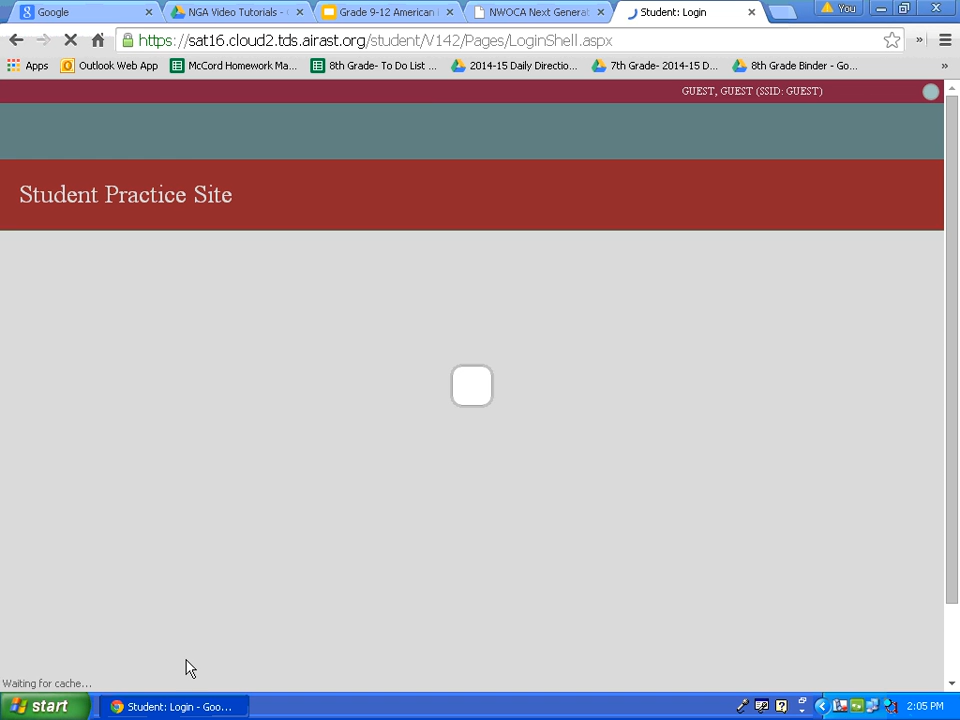 Google
NGA Video Tutorials -
Grade 9-12 American
NWOCA Next Genera
Student: Login
You
https://sat16.cloud2.tds.airast.org/student/V142/Pages/LoginShell.aspx
Apps
Outlook Web App
McCord Homework Ma...
8th Grade- To Do List ...
2014-15 Daily Directio...
7th Grade- 2014-15 D...
8th Grade Binder - Go...
»
GUEST, GUEST (SSID: GUEST)
Student Practice Site
Waiting for cache...
start
Student: Login - Goo...
2:05 PM